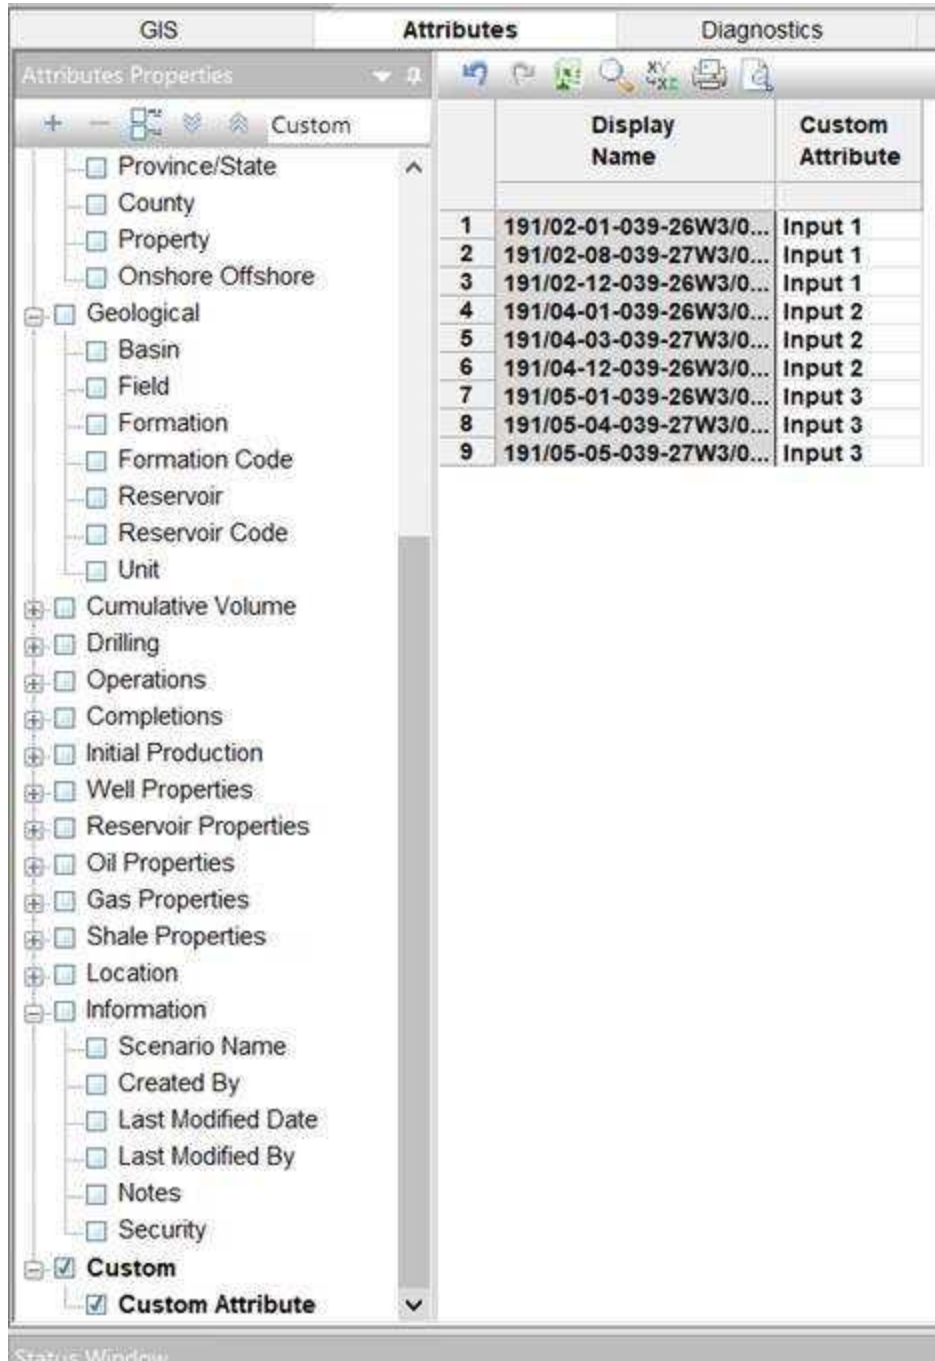 GIS Attributes Diagnostics
Attributes Properties
Custom
Province/State
County
Property
Onshore Offshore
Geological
Basin
Field
Formation
Formation Code
Reservoir
Reservoir Code
Unit
Cumulative Volume
Drilling
Operations
Completions
Initial Production
Well Properties
Reservoir Properties
Oil Properties
Gas Properties
Shale Properties
Location
Information
Scenario Name
Created By
Last Modified Date
Last Modified By
Notes
Security
Custom
Custom Attribute
Display Custom
Name Attribute
1 191/02-01-039-26W3/0... Input 1
2 191/02-08-039-27W3/0... Input 1
3 191/02-12-039-26W3/0... Input 1
4 191/04-01-039-26W3/0... Input 2
5 191/04-03-039-27W3/0... Input 2
6 191/04-12-039-26W3/0... Input 2
7 191/05-01-039-26W3/0... Input 3
8 191/05-04-039-27W3/0... Input 3
9 191/05-05-039-27W3/0... Input 3
Status Window